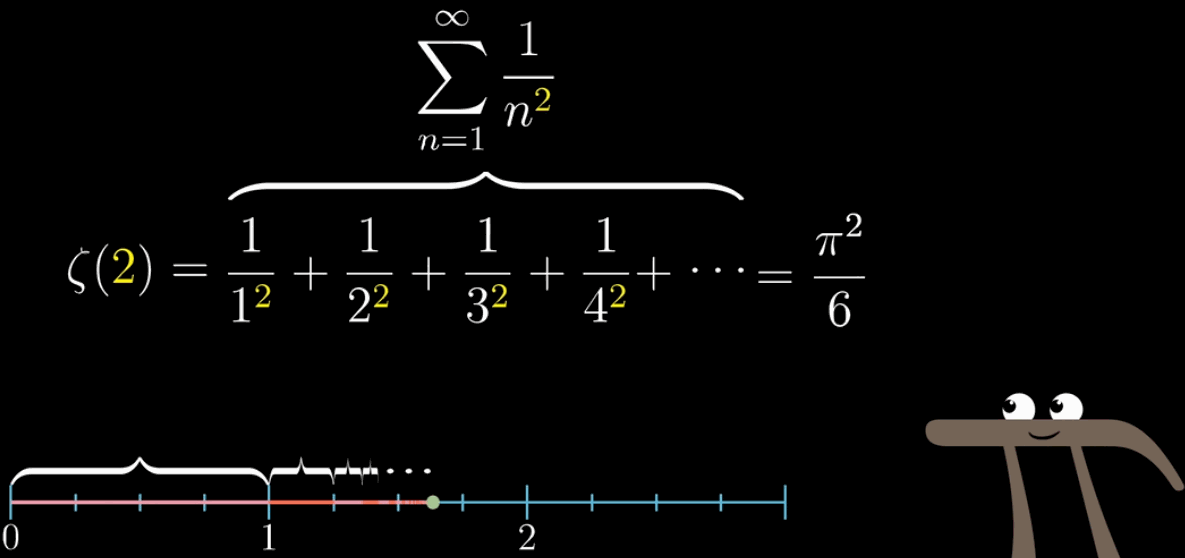 ∞
∑ 1/n²
n=1
ζ(2) = 1/1² + 1/2² + 1/3² + 1/4² + ··· = π²/6
0 1 2